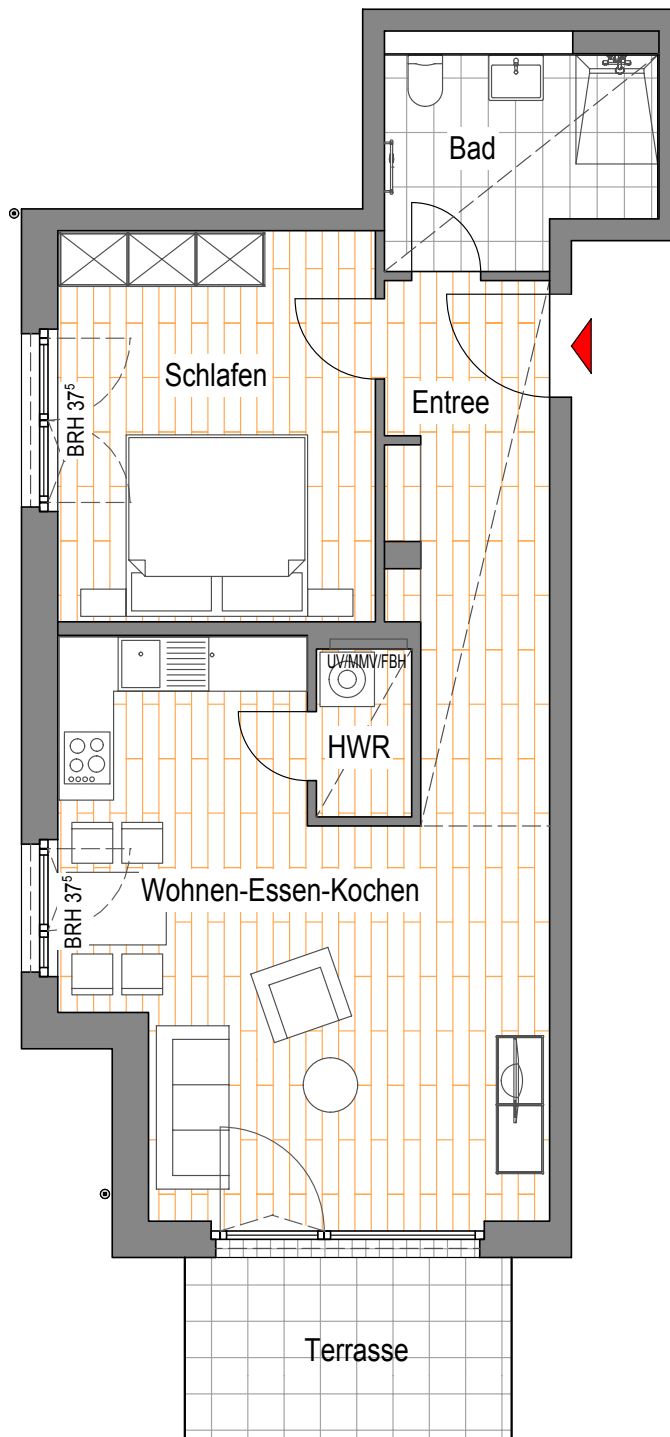 Bad
Schlafen
Entree
BRH 37⁵
UV/MMV/FBH
HWR
Wohnen-Essen-Kochen
BRH 37⁵
Terrasse